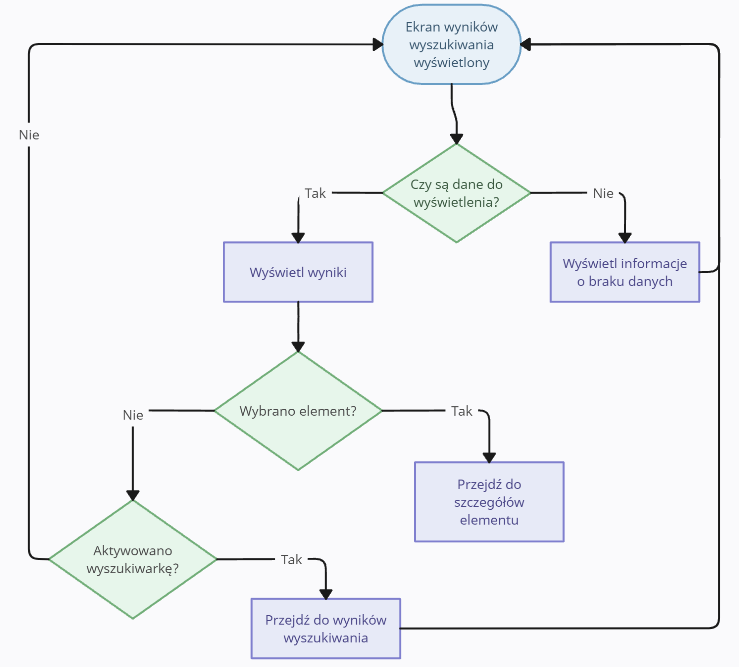 Ekran wyników
wyszukiwania
wyświetlony
Nie
Czy są dane do
wyświetlenia?
Tak
Nie
Wyświetl wyniki
Wyświetl informacje
o braku danych
Wybrano element?
Nie
Tak
Przejdź do
szczegółów
elementu
Aktywowano
wyszukiwarkę?
Tak
Przejdź do wyników
wyszukiwania